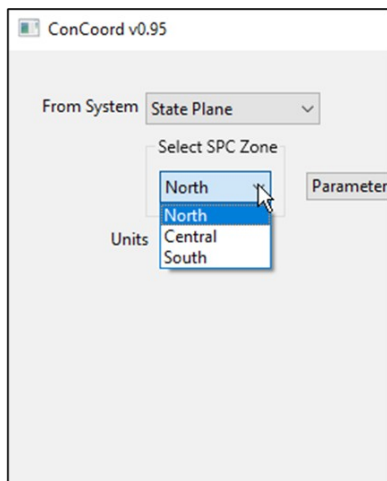 ConCoord v0.95
From System State Plane
Select SPC Zone
North Parameter
North
Units Central
South